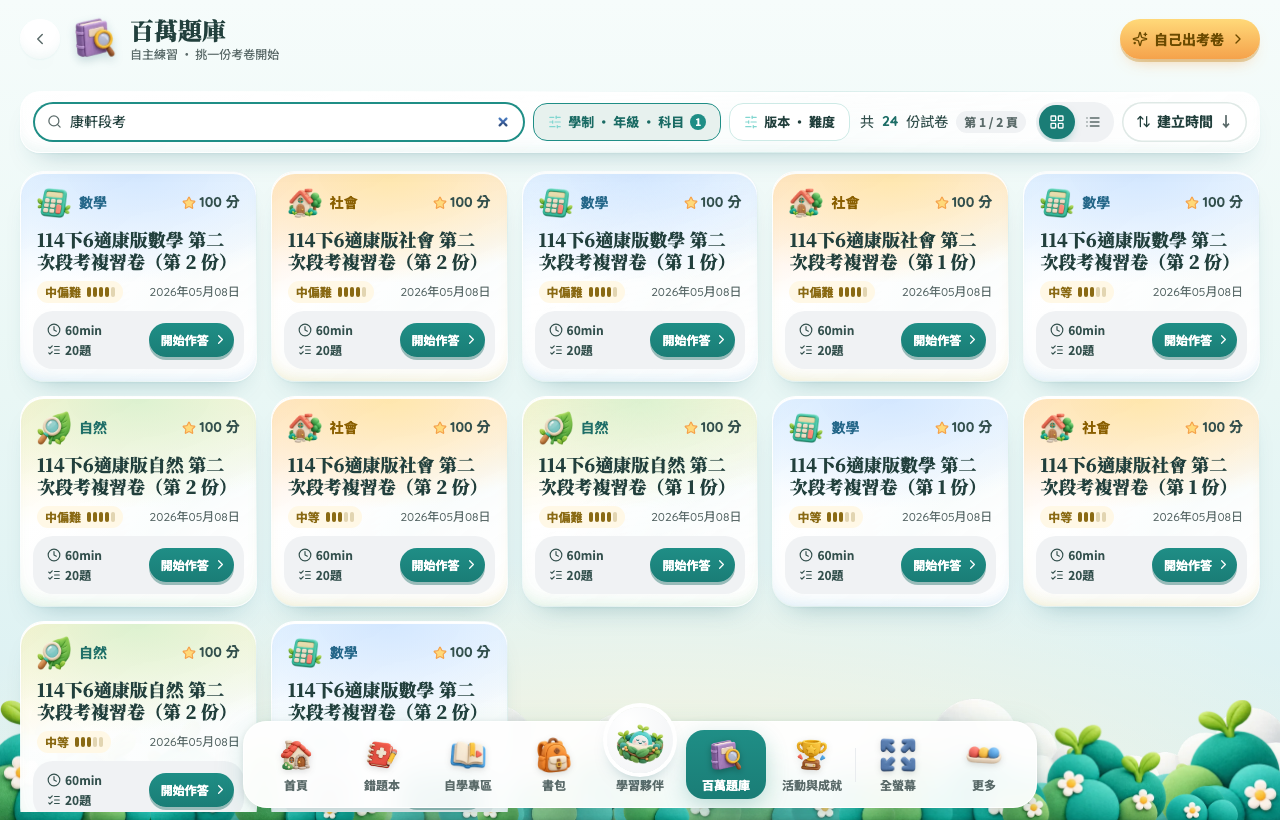 百萬題庫
自主練習 · 挑一份考卷開始
自己出考卷
康軒段考
學制 · 年級 · 科目 1
版本 · 難度
共 24 份試卷
第 1 / 2 頁
建立時間
數學 100 分
114下6適康版數學 第二
次段考複習卷（第 2 份）
中偏難 2026年05月08日
60min
20題
開始作答
社會 100 分
114下6適康版社會 第二
次段考複習卷（第 2 份）
中偏難 2026年05月08日
60min
20題
開始作答
數學 100 分
114下6適康版數學 第二
次段考複習卷（第 1 份）
中偏難 2026年05月08日
60min
20題
開始作答
社會 100 分
114下6適康版社會 第二
次段考複習卷（第 1 份）
中偏難 2026年05月08日
60min
20題
開始作答
數學 100 分
114下6適康版數學 第二
次段考複習卷（第 2 份）
中等 2026年05月08日
60min
20題
開始作答
自然 100 分
114下6適康版自然 第二
次段考複習卷（第 2 份）
中偏難 2026年05月08日
60min
20題
開始作答
社會 100 分
114下6適康版社會 第二
次段考複習卷（第 2 份）
中等 2026年05月08日
60min
20題
開始作答
自然 100 分
114下6適康版自然 第二
次段考複習卷（第 1 份）
中偏難 2026年05月08日
60min
20題
開始作答
數學 100 分
114下6適康版數學 第二
次段考複習卷（第 1 份）
中等 2026年05月08日
60min
20題
開始作答
社會 100 分
114下6適康版社會 第二
次段考複習卷（第 1 份）
中等 2026年05月08日
60min
20題
開始作答
自然 100 分
114下6適康版自然 第二
次段考複習卷（第 2 份）
中等 2026年05月08日
60min
20題
開始作答
數學 100 分
114下6適康版數學 第二
次段考複習卷（第 2 份）
首頁
錯題本
自學專區
書包
學習夥伴
百萬題庫
活動與成就
全螢幕
更多